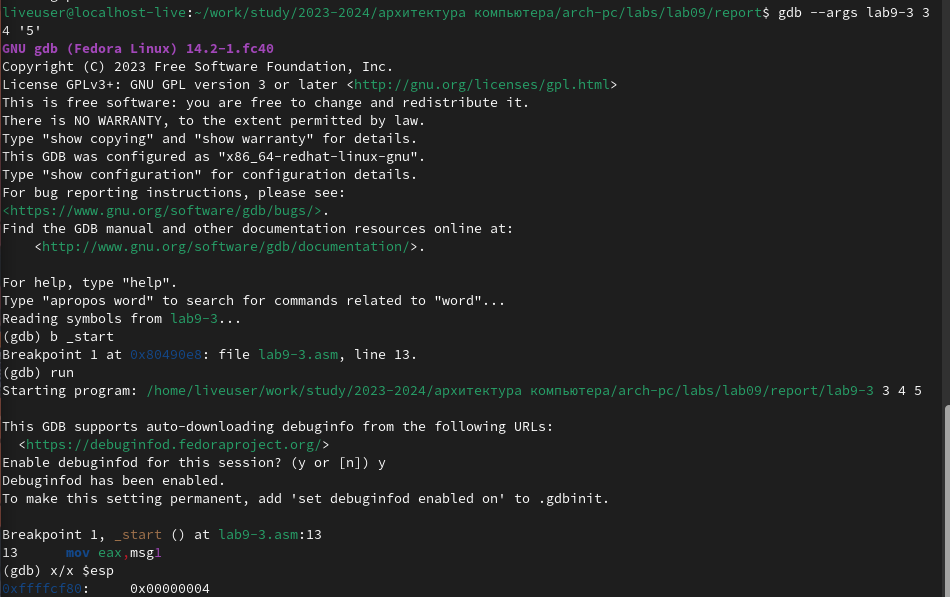 liveuser@localhost-live:~/work/study/2023-2024/архитектура компьютера/arch-pc/labs/lab09/report$ gdb --args lab9-3 3
4 '5'
GNU gdb (Fedora Linux) 14.2-1.fc40
Copyright (C) 2023 Free Software Foundation, Inc.
License GPLv3+: GNU GPL version 3 or later <http://gnu.org/licenses/gpl.html>
This is free software: you are free to change and redistribute it.
There is NO WARRANTY, to the extent permitted by law.
Type "show copying" and "show warranty" for details.
This GDB was configured as "x86_64-redhat-linux-gnu".
Type "show configuration" for configuration details.
For bug reporting instructions, please see:
<https://www.gnu.org/software/gdb/bugs/>.
Find the GDB manual and other documentation resources online at:
    <http://www.gnu.org/software/gdb/documentation/>.

For help, type "help".
Type "apropos word" to search for commands related to "word"...
Reading symbols from lab9-3...
(gdb) b _start
Breakpoint 1 at 0x80490e8: file lab9-3.asm, line 13.
(gdb) run
Starting program: /home/liveuser/work/study/2023-2024/архитектура компьютера/arch-pc/labs/lab09/report/lab9-3 3 4 5

This GDB supports auto-downloading debuginfo from the following URLs:
  <https://debuginfod.fedoraproject.org/>
Enable debuginfod for this session? (y or [n]) y
Debuginfod has been enabled.
To make this setting permanent, add 'set debuginfod enabled on' to .gdbinit.

Breakpoint 1, _start () at lab9-3.asm:13
13      mov eax,msg1
(gdb) x/x $esp
0xffffcf80:     0x00000004